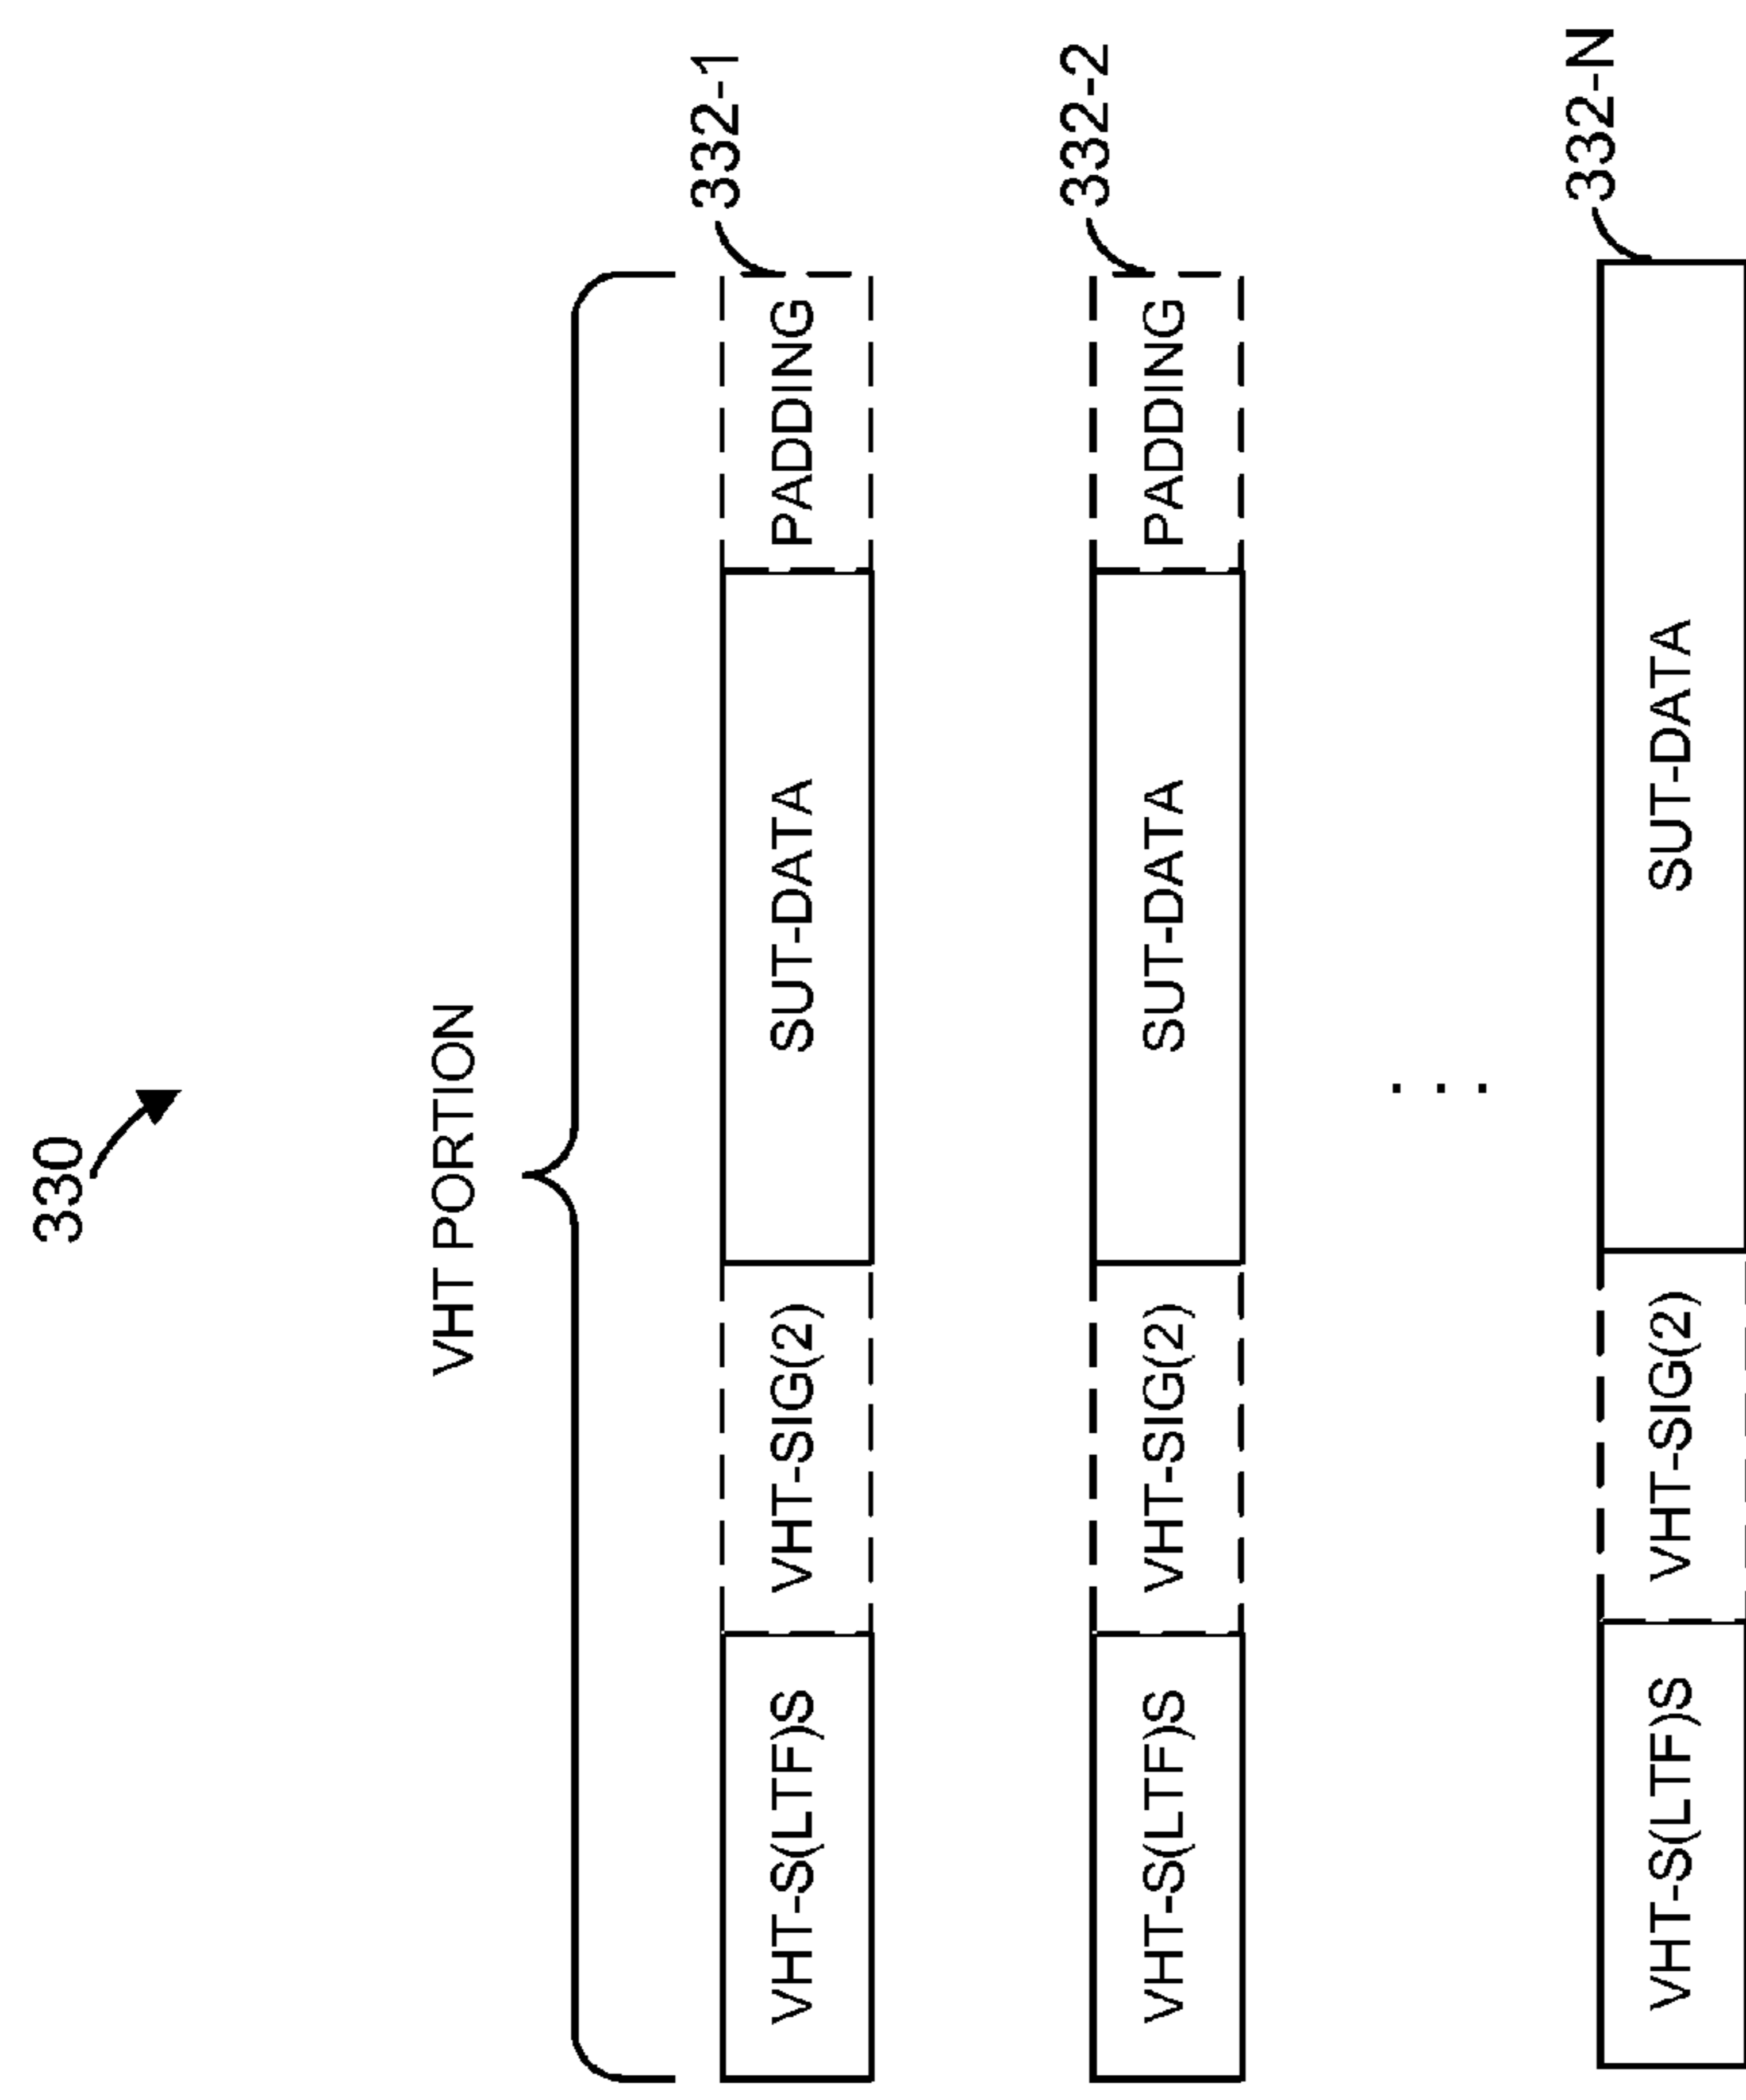 330
VHT PORTION
332-1
VHT-S(LTF)S VHT-SIG(2) SUT-DATA PADDING
332-2
VHT-S(LTF)S VHT-SIG(2) SUT-DATA PADDING
. . .
332-N
VHT-S(LTF)S VHT-SIG(2) SUT-DATA